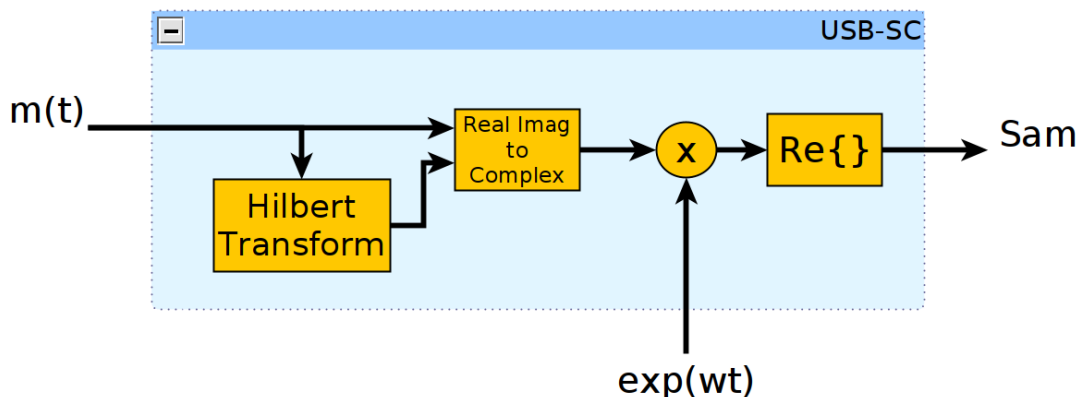 USB-SC
m(t)
Real Imag
to
Complex
x
Re{}
Sam
Hilbert
Transform
exp(wt)